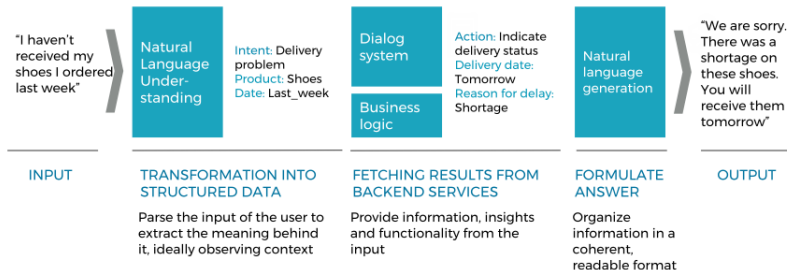 “I haven’t
received my
shoes I ordered
last week”
Natural
Language
Under-
standing
Intent: Delivery
problem
Product: Shoes
Date: Last_week
Dialog
system
Business
logic
Action: Indicate
delivery status
Delivery date:
Tomorrow
Reason for delay:
Shortage
Natural
language
generation
“We are sorry.
There was a
shortage on
these shoes.
You will
receive them
tomorrow”
INPUT
TRANSFORMATION INTO
STRUCTURED DATA
Parse the input of the user to
extract the meaning behind
it, ideally observing context
FETCHING RESULTS FROM
BACKEND SERVICES
Provide information, insights
and functionality from the
input
FORMULATE
ANSWER
Organize
information in a
coherent,
readable format
OUTPUT